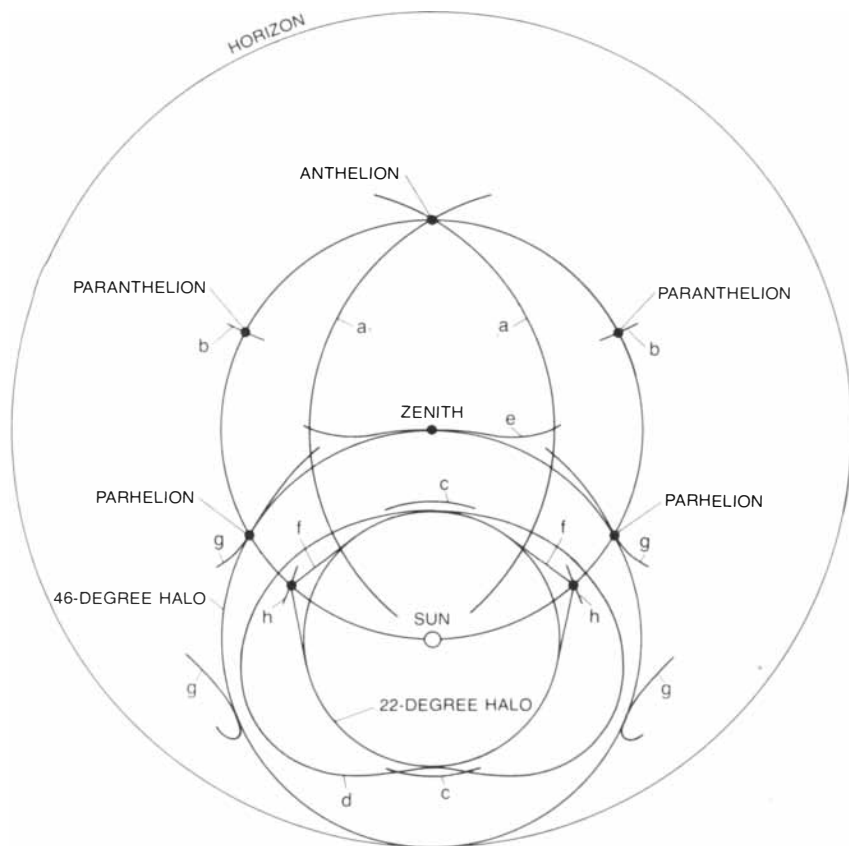 HORIZON
ANTHELION
PARANTHELION
PARANTHELION
a
a
b
b
ZENITH
e
c
PARHELION
PARHELION
f
f
g
g
46-DEGREE HALO
h
h
SUN
g
g
22-DEGREE HALO
d
c